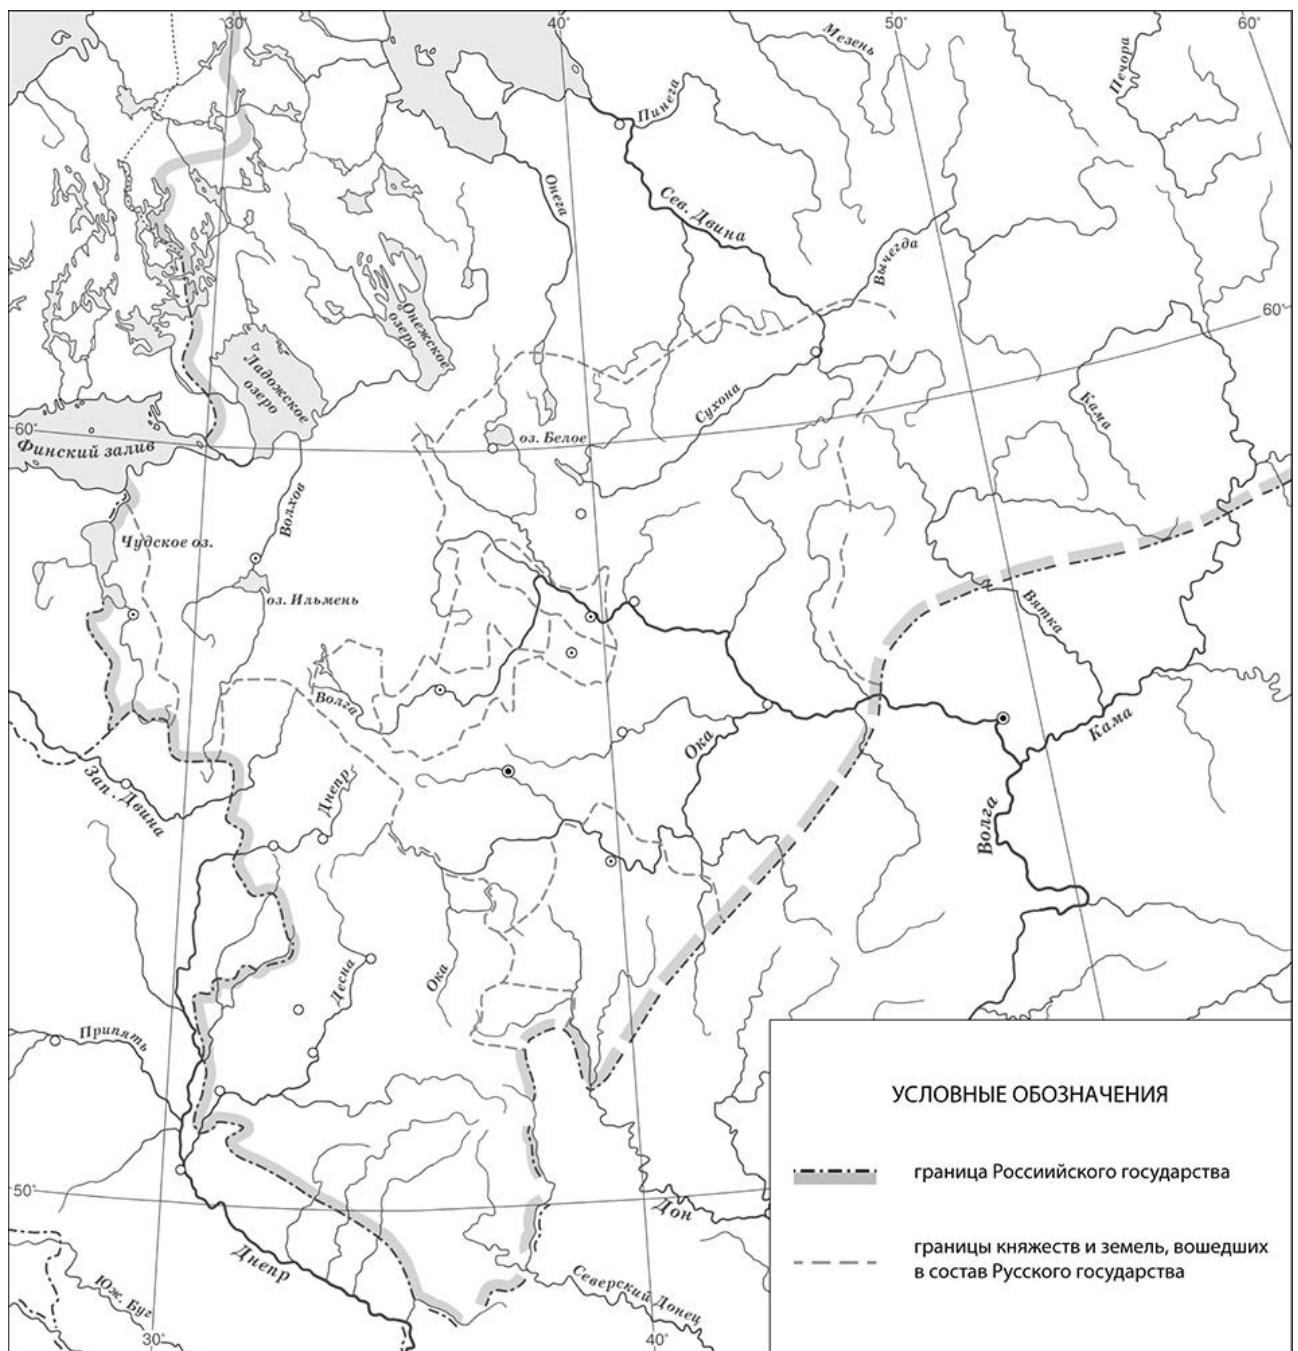 30°
40°
50°
60°
Мезень
Печора
Пинега
Онега
Сев. Двина
Вычегда
Онежское
озеро
60°
Ладожское
озеро
Сухона
Кама
60°
оз. Белое
Финский залив
Волхов
Чудское оз.
оз. Ильмень
Вятка
Волга
Ока
Кама
Зап. Двина
Днепр
Волга
Десна
Ока
Припять
УСЛОВНЫЕ ОБОЗНАЧЕНИЯ
граница Россиийского государства
50°
Дон
Днепр
границы княжеств и земель, вошедших
в состав Русского государства
Северский Донец
Юж. Буг
30°
40°